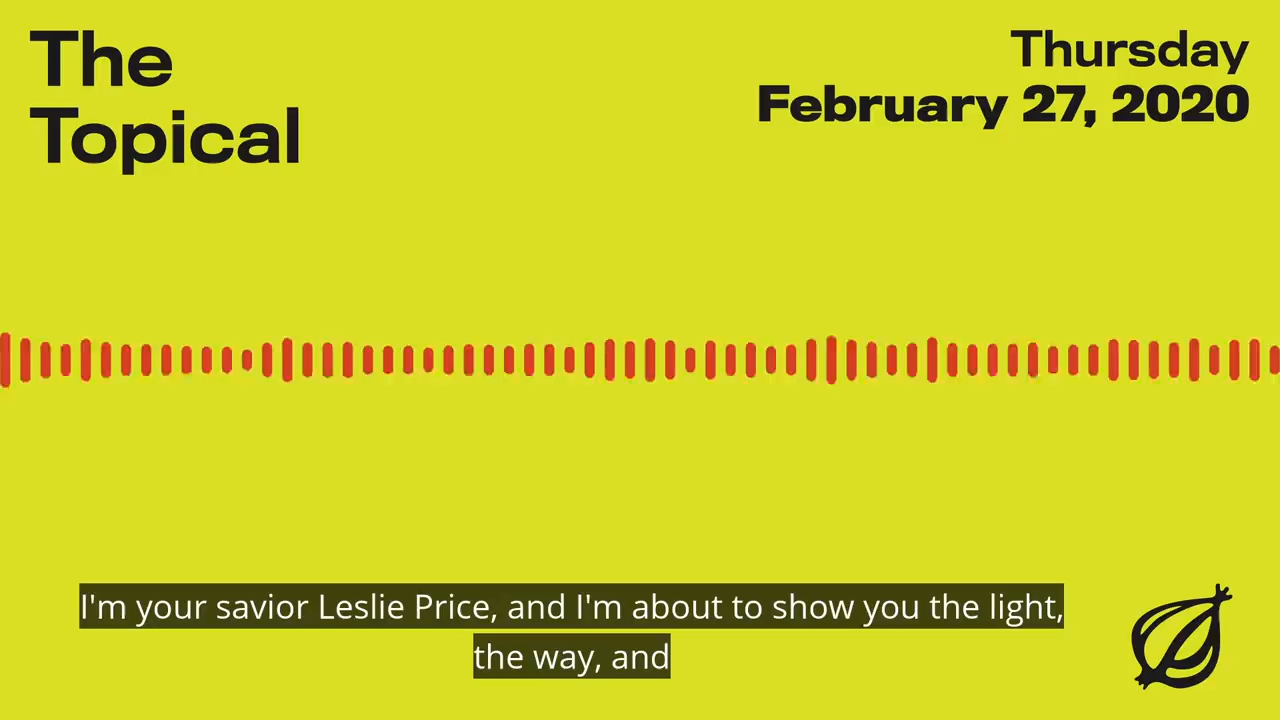 The
Topical
Thursday
February 27, 2020
I'm your savior Leslie Price, and I'm about to show you the light,
the way, and